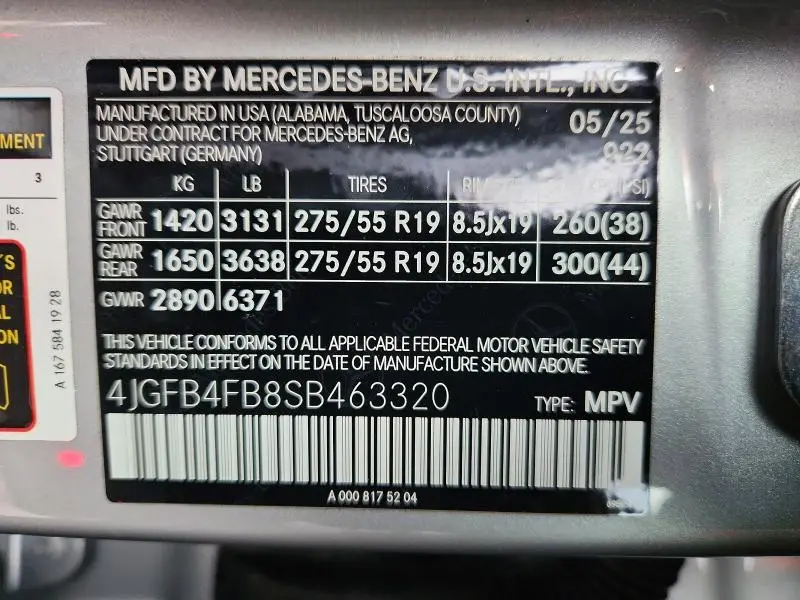 MFD BY MERCEDES-BENZ U.S. INTL., INC
MANUFACTURED IN USA (ALABAMA, TUSCALOOSA COUNTY)
UNDER CONTRACT FOR MERCEDES-BENZ AG,
STUTTGART (GERMANY)
05/25
922
KG LB TIRES
GAWR FRONT 1420 3131 275/55 R19 8.5Jx19 260(38)
GAWR REAR 1650 3638 275/55 R19 8.5Jx19 300(44)
GVWR 2890 6371
THIS VEHICLE CONFORMS TO ALL APPLICABLE FEDERAL MOTOR VEHICLE SAFETY
STANDARDS IN EFFECT ON THE DATE OF MANUFACTURE SHOWN ABOVE.
4JGFB4FB8SB463320 TYPE: MPV
A 000 817 52 04
MENT
3
lbs.
lb.
'S
OR
AL
ON
A 167 584 19 28